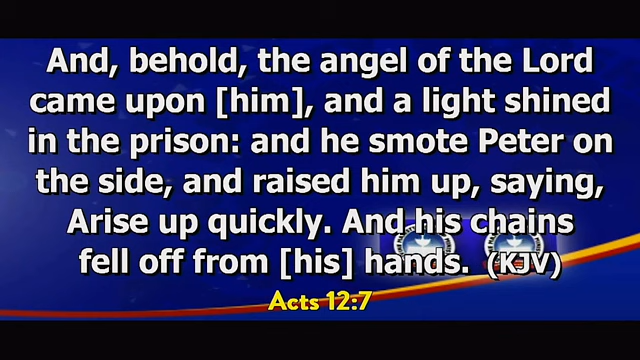 And, behold, the angel of the Lord
came upon [him], and a light shined
in the prison: and he smote Peter on
the side, and raised him up, saying,
Arise up quickly. And his chains
fell off from [his] hands. (KJV)
Acts 12:7